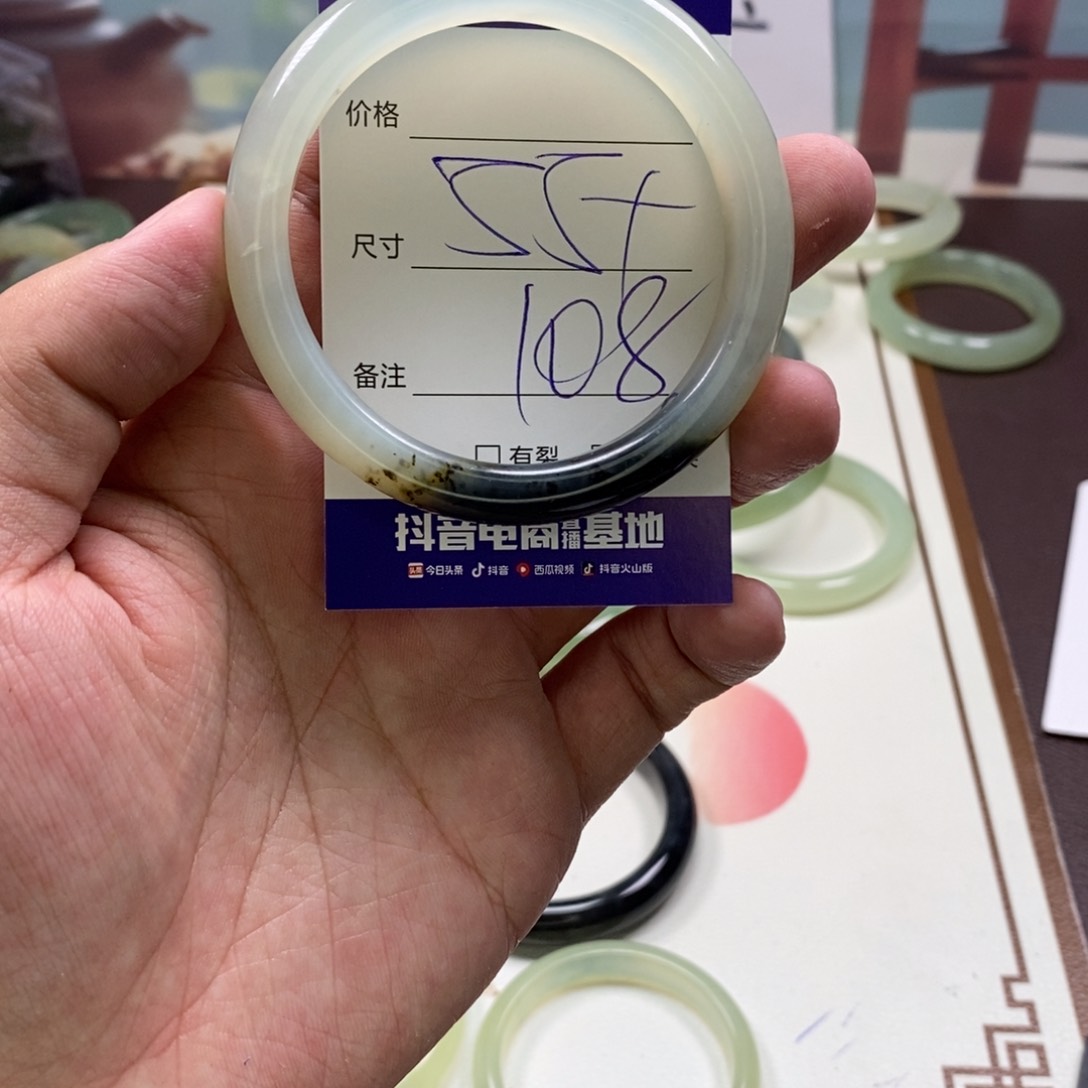 价格
55+
尺寸
108
备注
有裂
抖音电商直播基地
今日头条 抖音 西瓜视频 抖音火山版